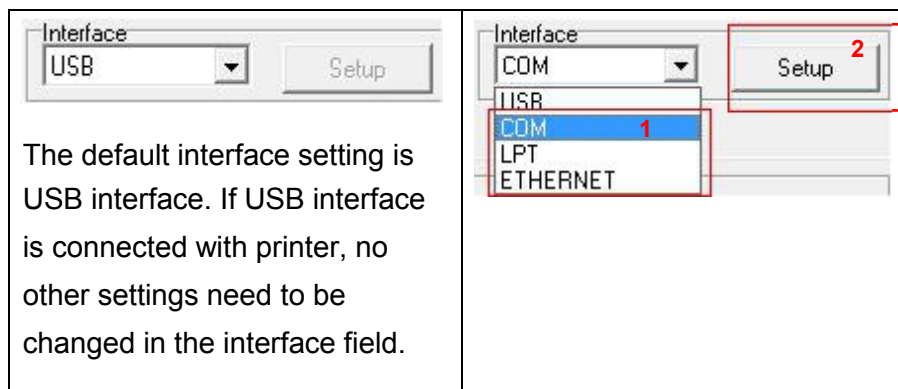 Interface
USB
Setup
The default interface setting is
USB interface. If USB interface
is connected with printer, no
other settings need to be
changed in the interface field.
Interface
COM
Setup
2
USB
COM
1
LPT
ETHERNET